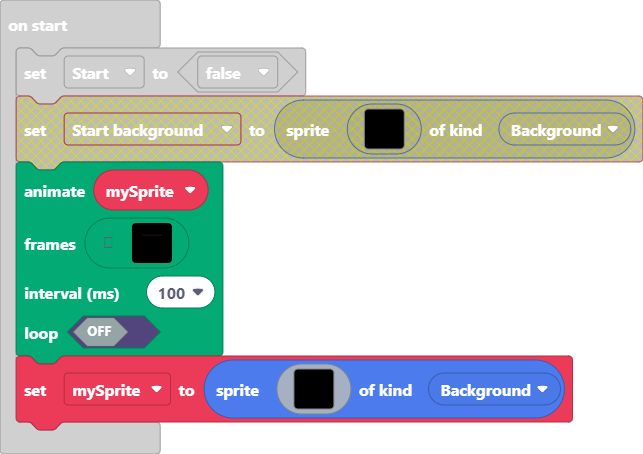 on start
set Start to false
set Start background to sprite of kind Background
animate mySprite
frames
interval (ms) 100
loop OFF
set mySprite to sprite of kind Background